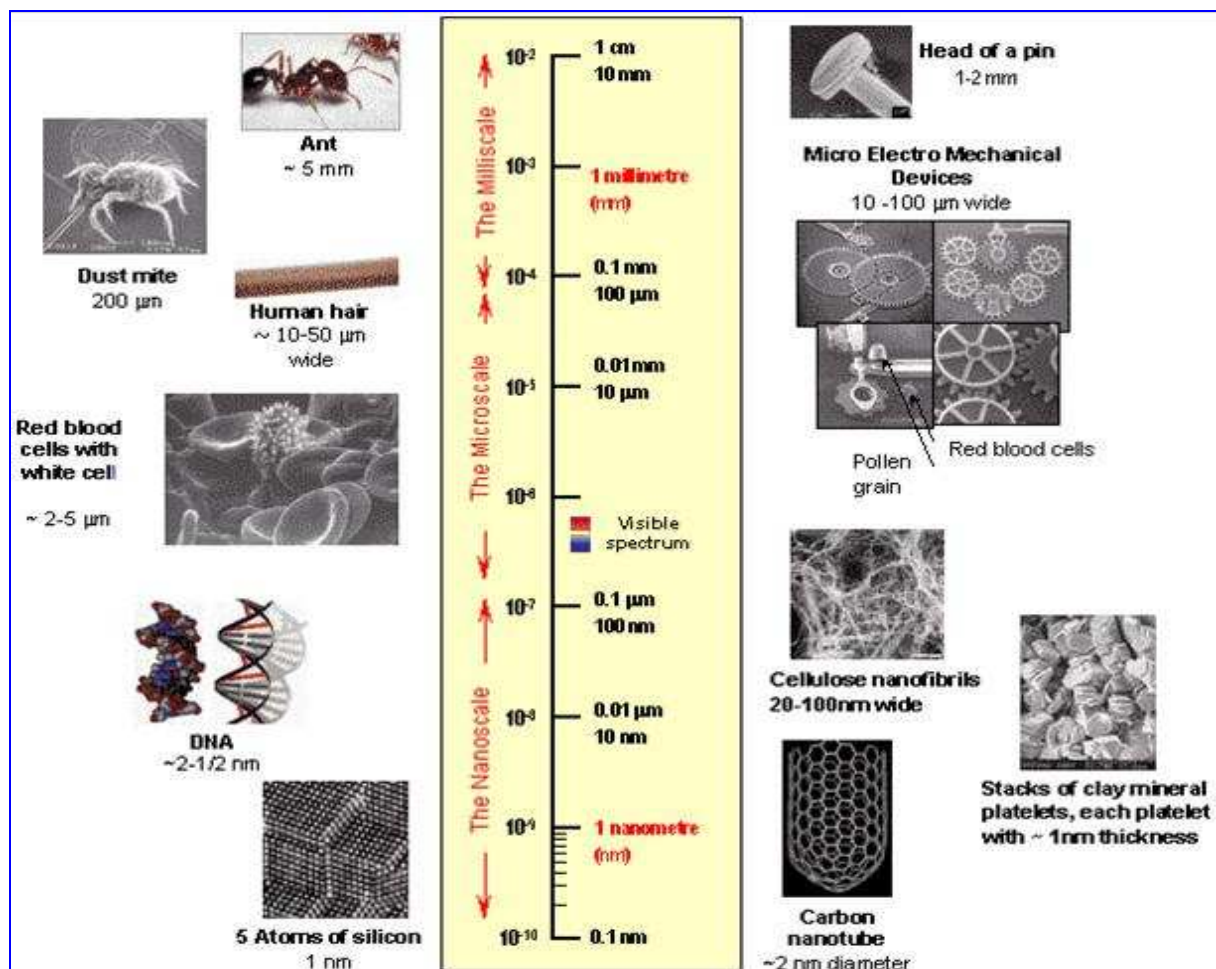 Ant
~ 5 mm
Dust mite
200 µm
Human hair
~ 10-50 µm
wide
Red blood
cells with
white cell
~ 2-5 µm
DNA
~2-1/2 nm
5 Atoms of silicon
1 nm
The Milliscale
The Microscale
The Nanoscale
10-2
1 cm
10 mm
10-3
1 millimetre
(mm)
10-4
0.1 mm
100 µm
10-5
0.01 mm
10 µm
10-6
Visible
spectrum
10-7
0.1 µm
100 nm
10-8
0.01 µm
10 nm
10-9
1 nanometre
(nm)
10-10
0.1 nm
Head of a pin
1-2 mm
Micro Electro Mechanical
Devices
10 -100 µm wide
Red blood cells
Pollen
grain
Cellulose nanofibrils
20-100nm wide
Stacks of clay mineral
platelets, each platelet
with ~ 1nm thickness
Carbon
nanotube
~2 nm diameter